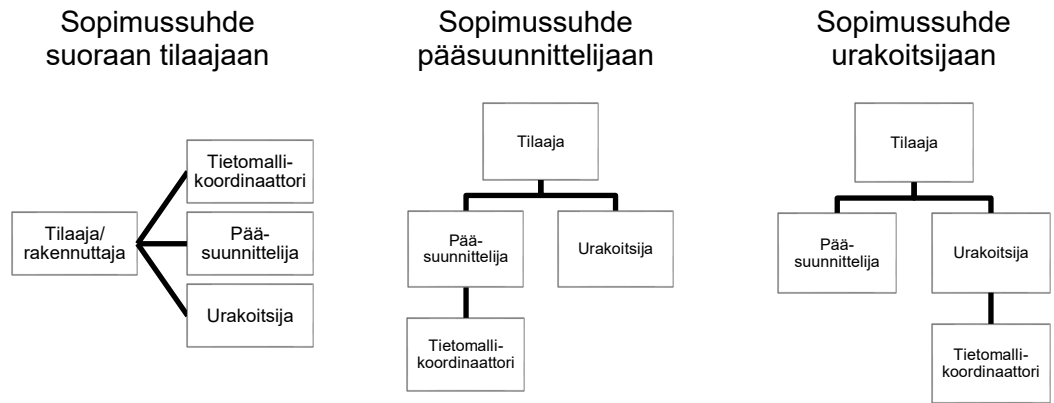 Sopimussuhde
suoraan tilaajaan
Tilaaja/
rakennuttaja
Tietomalli-
koordinaattori
Pää-
suunnittelija
Urakoitsija
Sopimussuhde
pääsuunnittelijaan
Tilaaja
Pää-
suunnittelija
Urakoitsija
Tietomalli-
koordinaattori
Sopimussuhde
urakoitsijaan
Tilaaja
Pää-
suunnittelija
Urakoitsija
Tietomalli-
koordinaattori